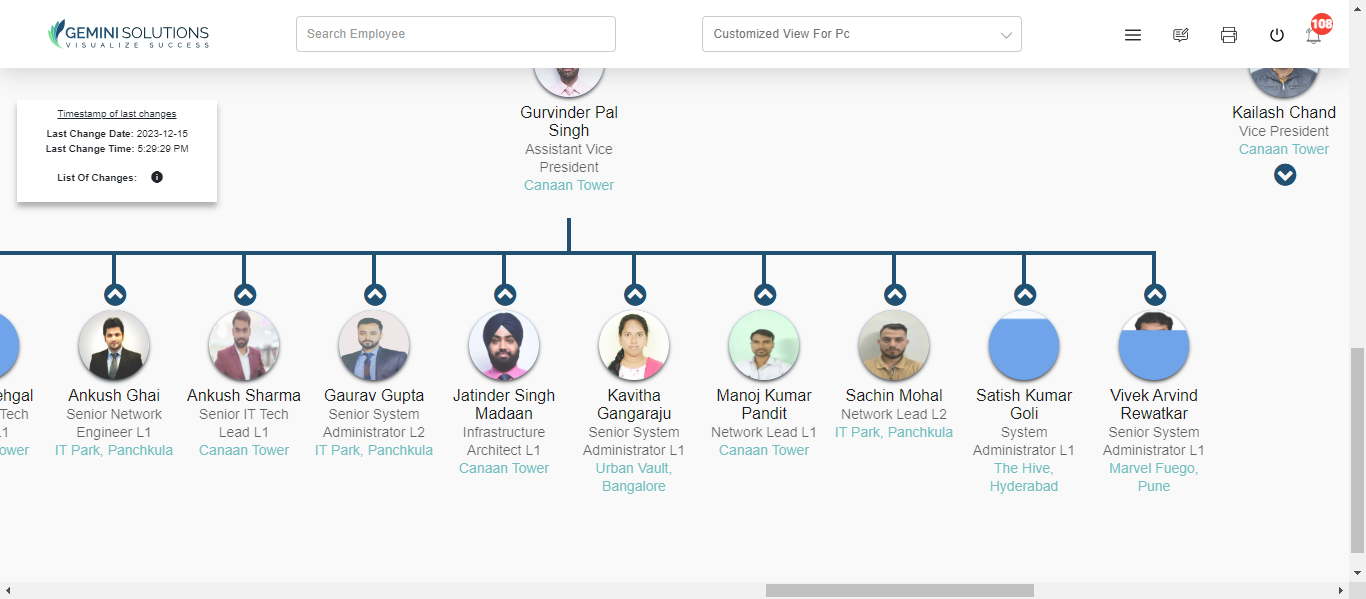 GEMINI SOLUTIONS
VISUALIZE SUCCESS
Search Employee
Customized View For Pc
108
Timestamp of last changes
Last Change Date: 2023-12-15
Last Change Time: 5:29:29 PM
List Of Changes:
Gurvinder Pal
Singh
Assistant Vice
President
Canaan Tower
Kailash Chand
Vice President
Canaan Tower
ehgal
Tech
.1
ower
Ankush Ghai
Senior Network
Engineer L1
IT Park, Panchkula
Ankush Sharma
Senior IT Tech
Lead L1
Canaan Tower
Gaurav Gupta
Senior System
Administrator L2
IT Park, Panchkula
Jatinder Singh
Madaan
Infrastructure
Architect L1
Canaan Tower
Kavitha
Gangaraju
Senior System
Administrator L1
Urban Vault,
Bangalore
Manoj Kumar
Pandit
Network Lead L1
Canaan Tower
Sachin Mohal
Network Lead L2
IT Park, Panchkula
Satish Kumar
Goli
System
Administrator L1
The Hive,
Hyderabad
Vivek Arvind
Rewatkar
Senior System
Administrator L1
Marvel Fuego,
Pune